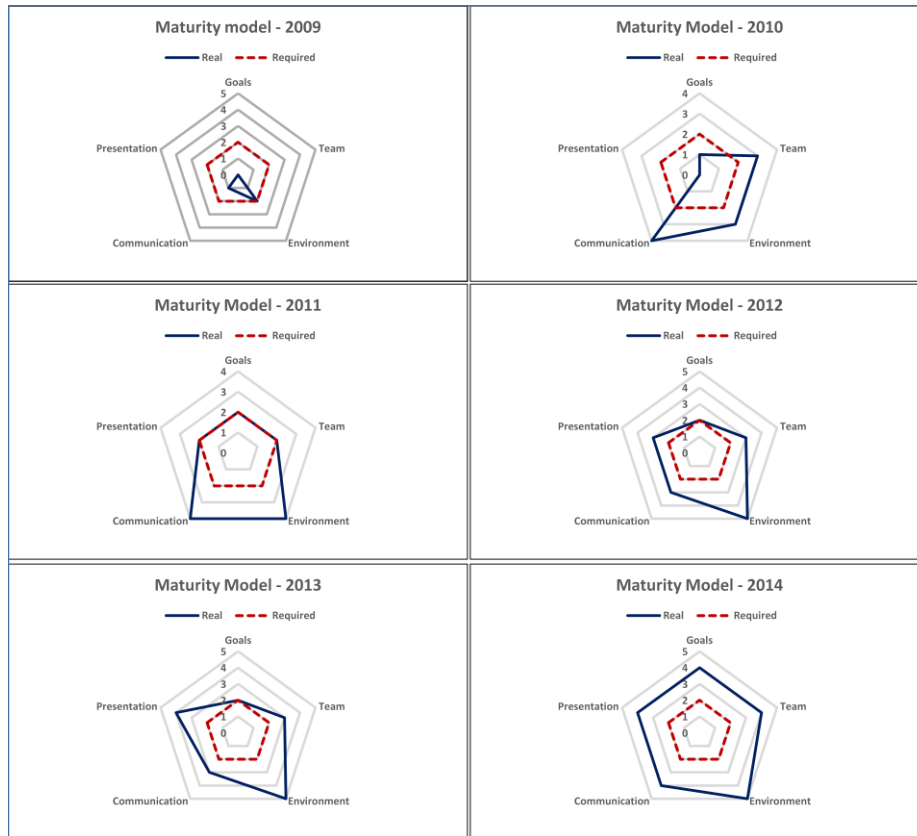 Maturity model - 2009
Real Required
Goals
5
4
3
2
1
0
Presentation Team
Communication Environment
Maturity Model - 2010
Real Required
Goals
4
3
2
1
0
Presentation Team
Communication Environment
Maturity Model - 2011
Real Required
Goals
4
3
2
1
0
Presentation Team
Communication Environment
Maturity Model - 2012
Real Required
Goals
5
4
3
2
1
0
Presentation Team
Communication Environment
Maturity Model - 2013
Real Required
Goals
5
4
3
2
1
0
Presentation Team
Communication Environment
Maturity Model - 2014
Real Required
Goals
5
4
3
2
1
0
Presentation Team
Communication Environment